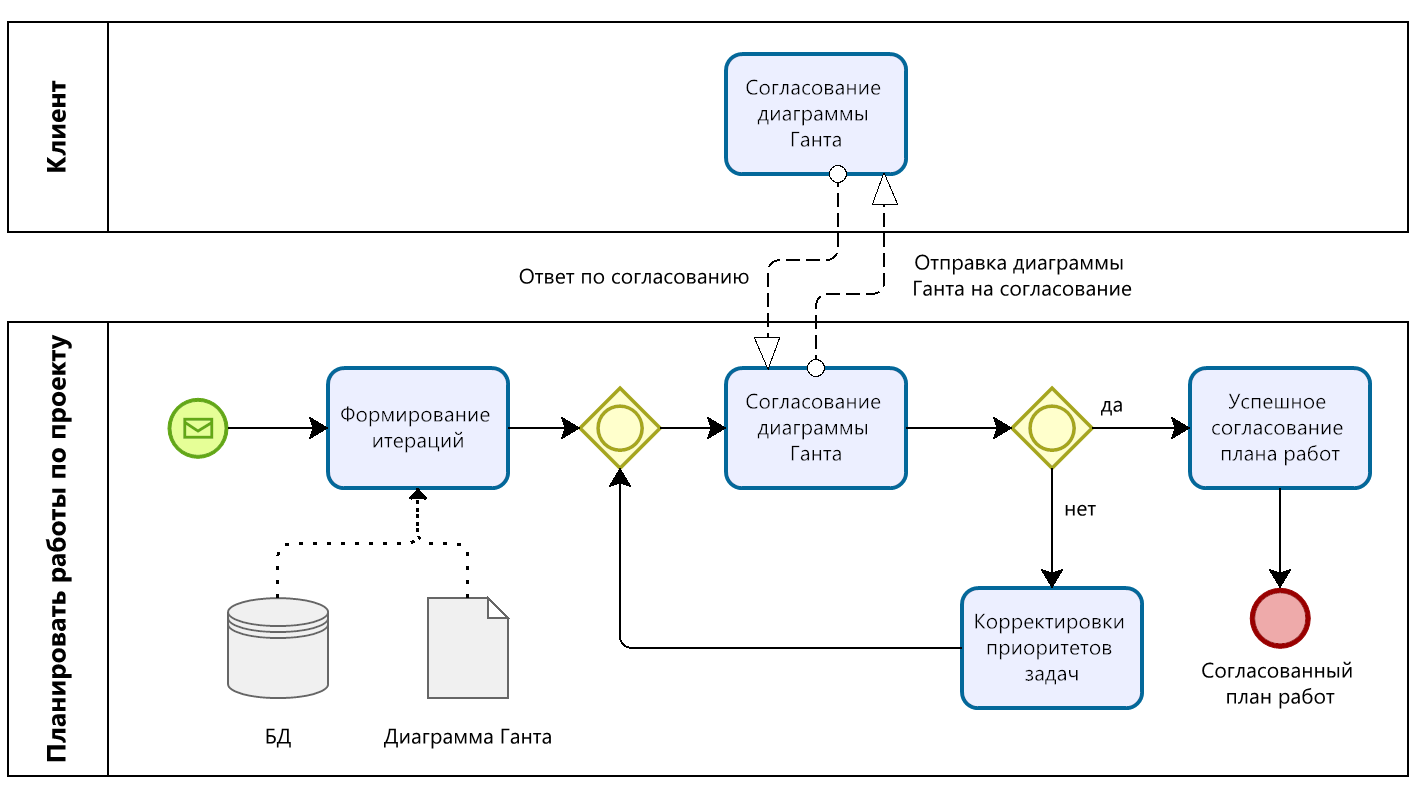 Клиент
Согласование
диаграммы
Ганта
Ответ по согласованию
Отправка диаграммы
Ганта на согласование
Планировать работы по проекту
Формирование
итераций
Согласование
диаграммы
Ганта
да
Успешное
согласование
плана работ
нет
Корректировки
приоритетов
задач
Согласованный
план работ
БД
Диаграмма Ганта